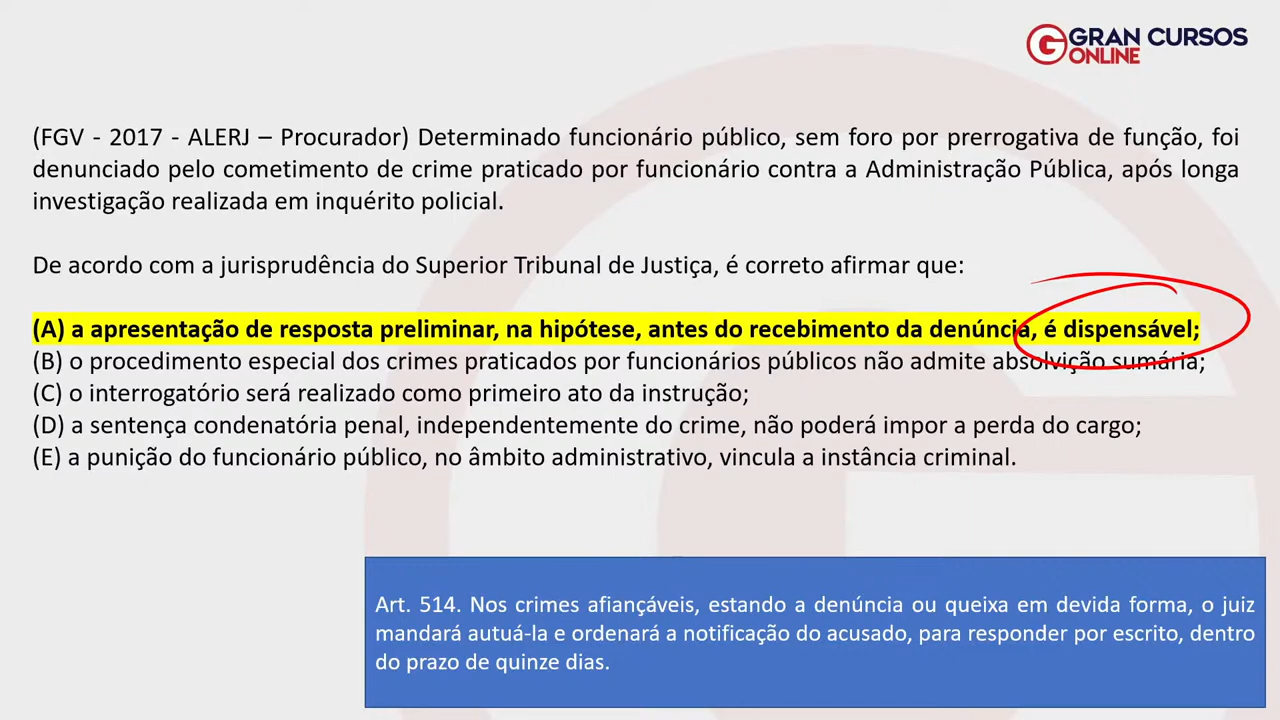 GRAN CURSOS
ONLINE
(FGV - 2017 - ALERJ – Procurador) Determinado funcionário público, sem foro por prerrogativa de função, foi
denunciado pelo cometimento de crime praticado por funcionário contra a Administração Pública, após longa
investigação realizada em inquérito policial.
De acordo com a jurisprudência do Superior Tribunal de Justiça, é correto afirmar que:
(A) a apresentação de resposta preliminar, na hipótese, antes do recebimento da denúncia, é dispensável;
(B) o procedimento especial dos crimes praticados por funcionários públicos não admite absolvição sumária;
(C) o interrogatório será realizado como primeiro ato da instrução;
(D) a sentença condenatória penal, independentemente do crime, não poderá impor a perda do cargo;
(E) a punição do funcionário público, no âmbito administrativo, vincula a instância criminal.
Art. 514. Nos crimes afiançáveis, estando a denúncia ou queixa em devida forma, o juiz
mandará autuá-la e ordenará a notificação do acusado, para responder por escrito, dentro
do prazo de quinze dias.